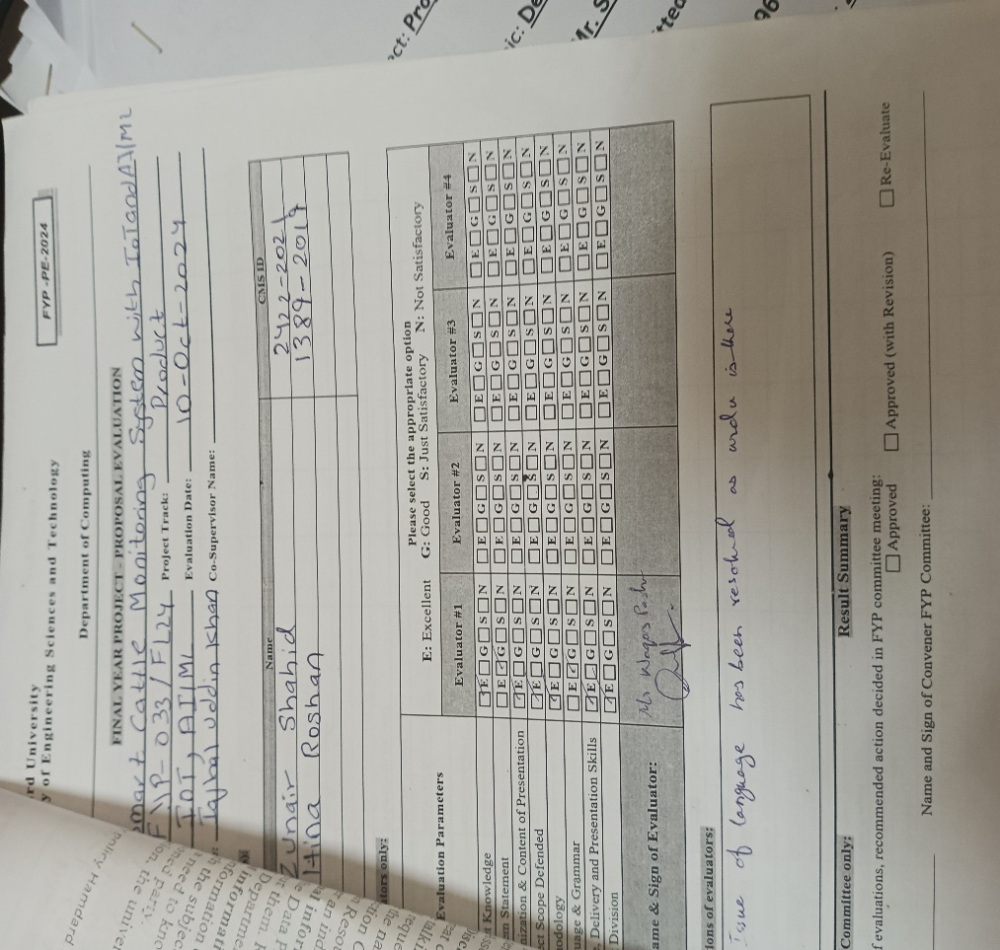 FYP-PE-2024
rd University
y of Engineering Sciences and Technology
Department of Computing
FINAL YEAR PROJECT - PROPOSAL EVALUATION
mart Cattle Monitoring System with IoT and AI/ML
FYP-033/FL24 Project Track: Product
IOT, AI/ML Evaluation Date: 10-Oct-2024
Iqbal uddin khan Co-Supervisor Name:
Name CMS ID
Zunair Shahid 2422-2021
Hina Roshan 1389-2019
ators only:
Evaluation Parameters
Please select the appropriate option
E: Excellent G: Good S: Just Satisfactory N: Not Satisfactory
Evaluator #1 Evaluator #2 Evaluator #3 Evaluator #4
t Knowledge E G S N E G S N E G S N E G S N
m Statement E G S N E G S N E G S N E G S N
nization & Content of Presentation E G S N E G S N E G S N E G S N
ect Scope Defended E G S N E G S N E G S N E G S N
hodology E G S N E G S N E G S N E G S N
uage & Grammar E G S N E G S N E G S N E G S N
, Delivery and Presentation Skills E G S N E G S N E G S N E G S N
Division E G S N E G S N E G S N E G S N
ame & Sign of Evaluator: Mr Waqas Pasha
ions of evaluators:
issue of language has been resolved as urdu is there
Result Summary
Committee only:
f evaluations, recommended action decided in FYP committee meeting:
Approved Approved (with Revision) Re-Evaluate
Name and Sign of Convener FYP Committee: